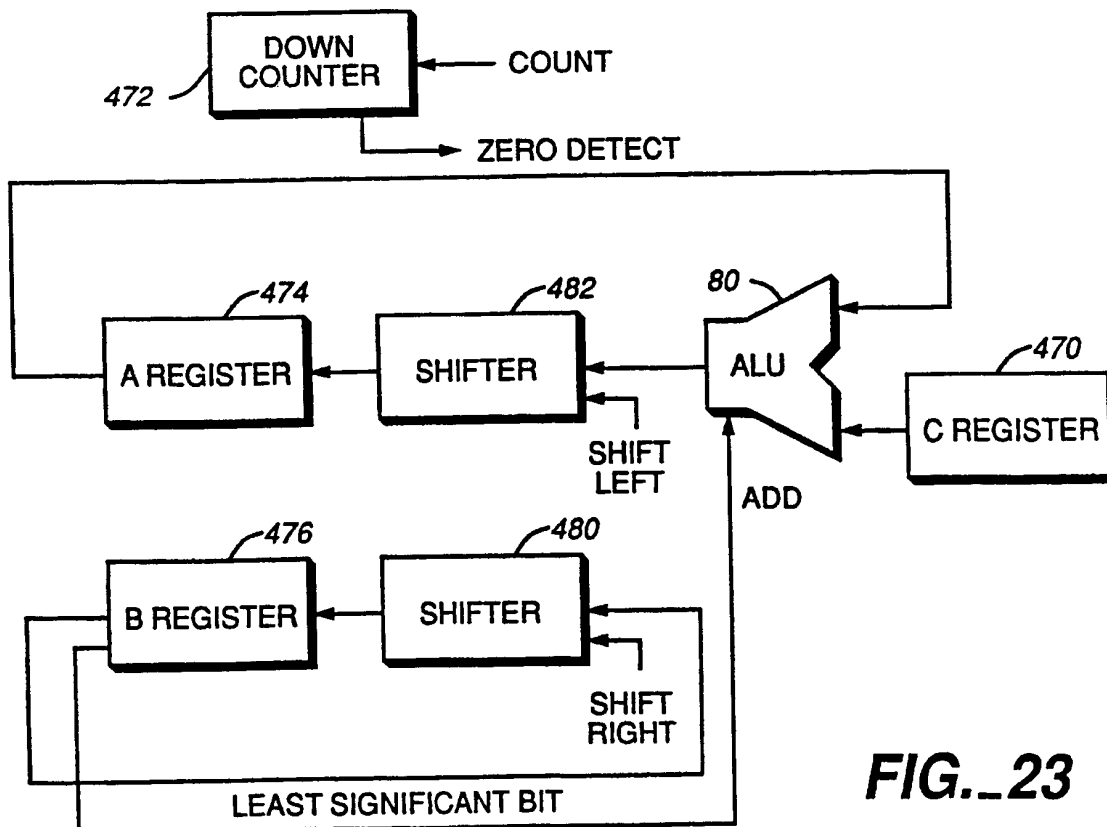 DOWN
COUNTER
472
COUNT
ZERO DETECT
474
A REGISTER
482
SHIFTER
SHIFT
LEFT
80
ALU
470
C REGISTER
ADD
476
B REGISTER
480
SHIFTER
SHIFT
RIGHT
LEAST SIGNIFICANT BIT
FIG._23